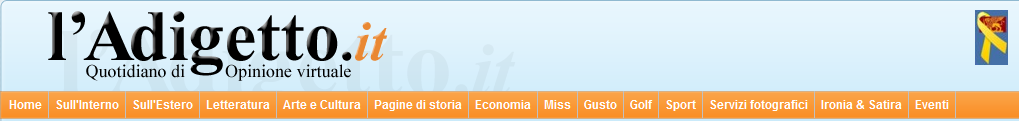 l'Adigetto.it
Quotidiano di Opinione virtuale
Home Sull'Interno Sull'Estero Letteratura Arte e Cultura Pagine di storia Economia Miss Gusto Golf Sport Servizi fotografici Ironia & Satira Eventi